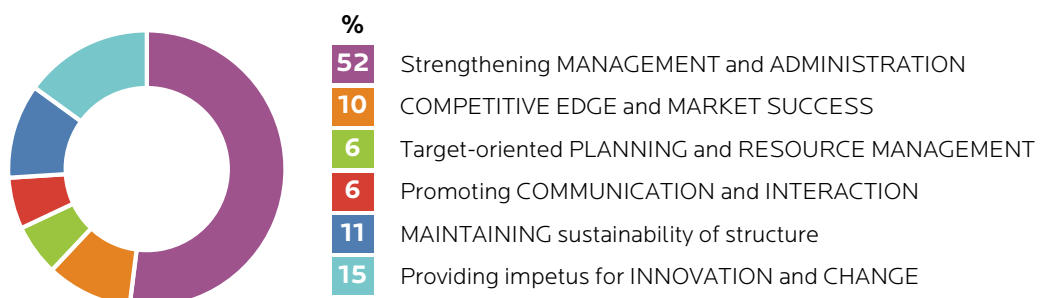 %
52 Strengthening MANAGEMENT and ADMINISTRATION
10 COMPETITIVE EDGE and MARKET SUCCESS
6 Target-oriented PLANNING and RESOURCE MANAGEMENT
6 Promoting COMMUNICATION and INTERACTION
11 MAINTAINING sustainability of structure
15 Providing impetus for INNOVATION and CHANGE